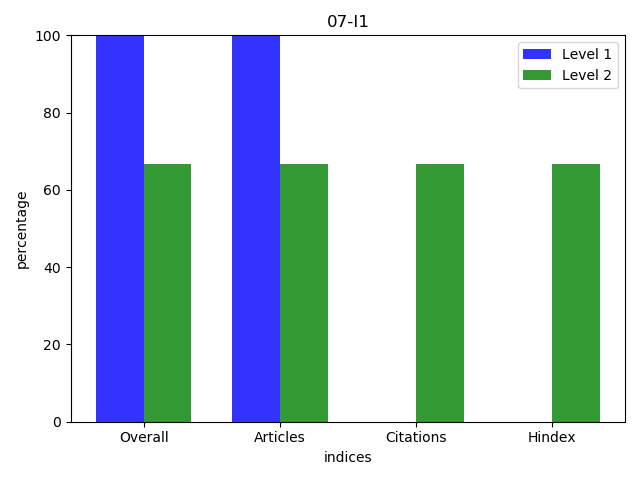 07-I1
100
80
60
40
20
0
percentage
Level 1
Level 2
Overall
Articles
Citations
Hindex
indices